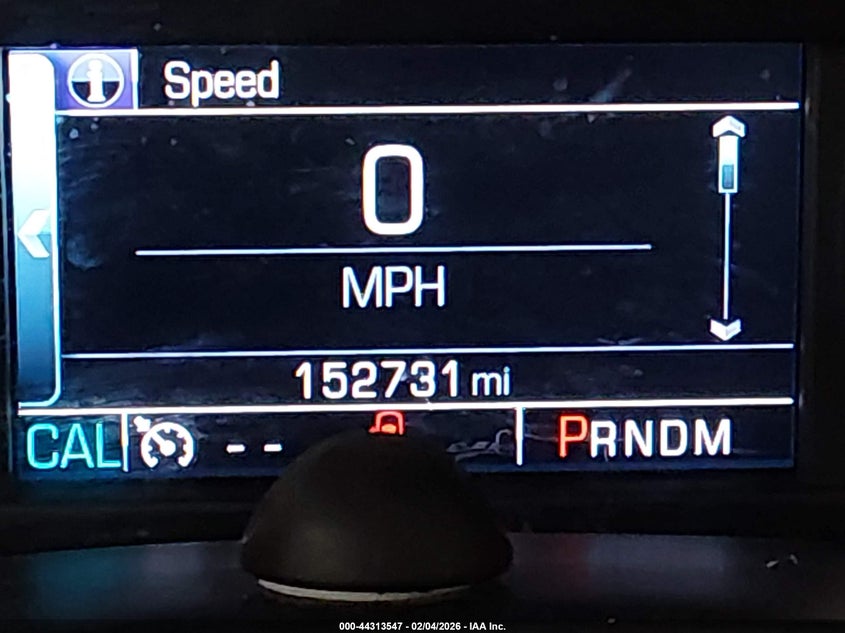 Speed
0
MPH
152731 mi
CAL -- PRNDM
000-44313547 - 02/04/2026 - IAA Inc.